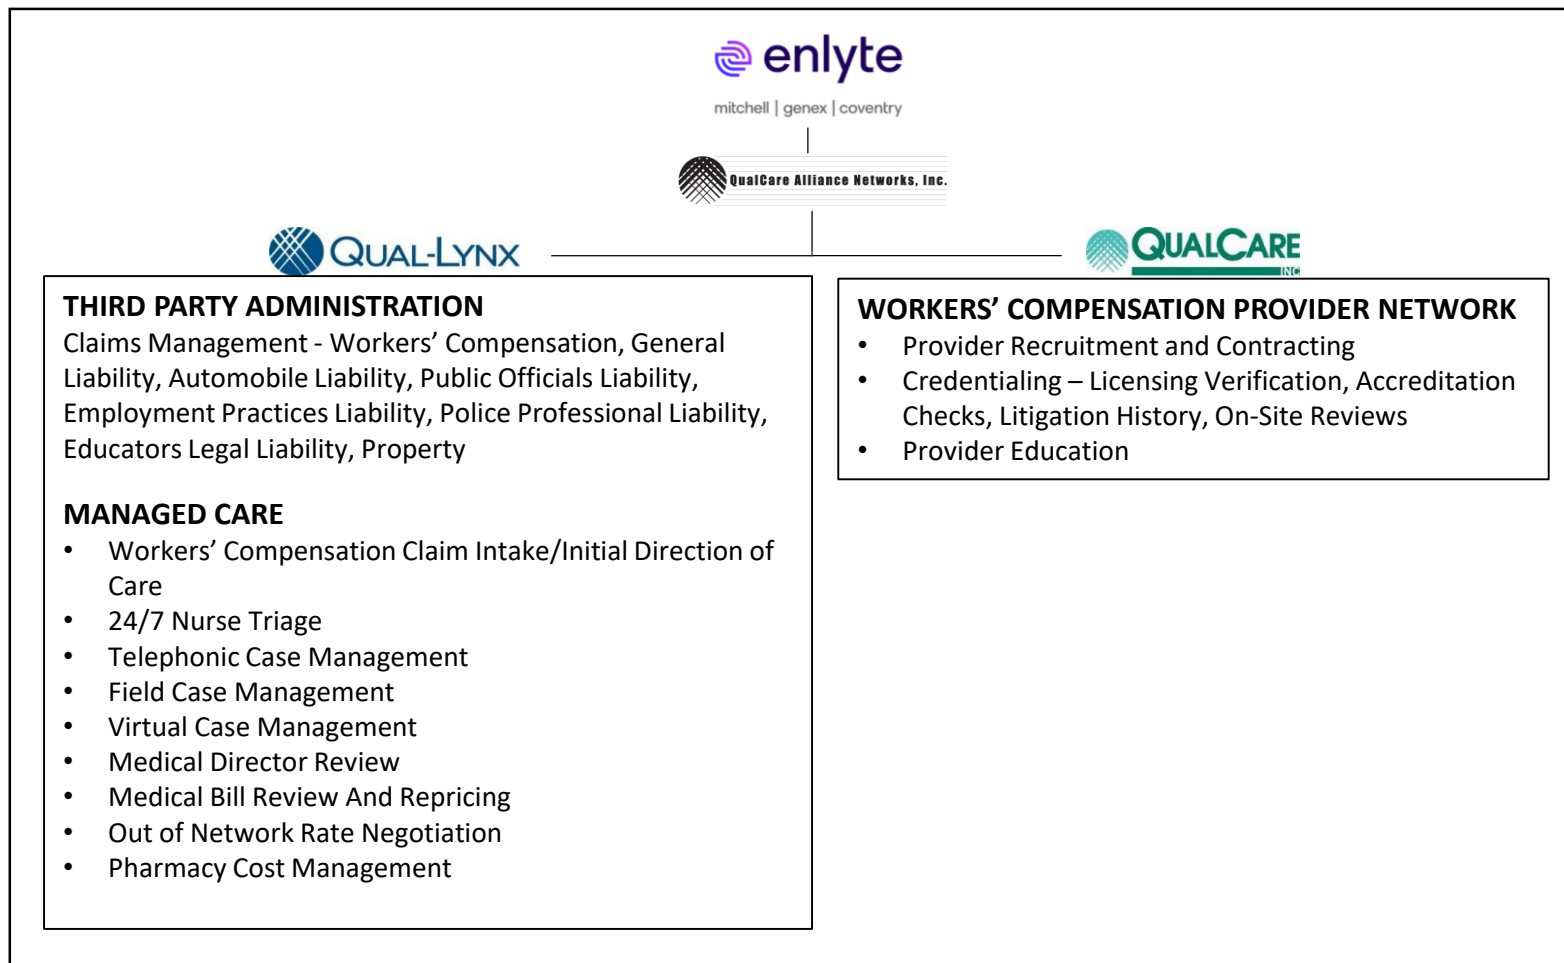 enlyte
mitchell | genex | coventry
QualCare Alliance Networks, Inc.
QUAL-LYNX
QUALCARE
INC
THIRD PARTY ADMINISTRATION
Claims Management - Workers’ Compensation, General
Liability, Automobile Liability, Public Officials Liability,
Employment Practices Liability, Police Professional Liability,
Educators Legal Liability, Property
MANAGED CARE
• Workers’ Compensation Claim Intake/Initial Direction of
Care
• 24/7 Nurse Triage
• Telephonic Case Management
• Field Case Management
• Virtual Case Management
• Medical Director Review
• Medical Bill Review And Repricing
• Out of Network Rate Negotiation
• Pharmacy Cost Management
WORKERS’ COMPENSATION PROVIDER NETWORK
• Provider Recruitment and Contracting
• Credentialing – Licensing Verification, Accreditation
Checks, Litigation History, On-Site Reviews
• Provider Education